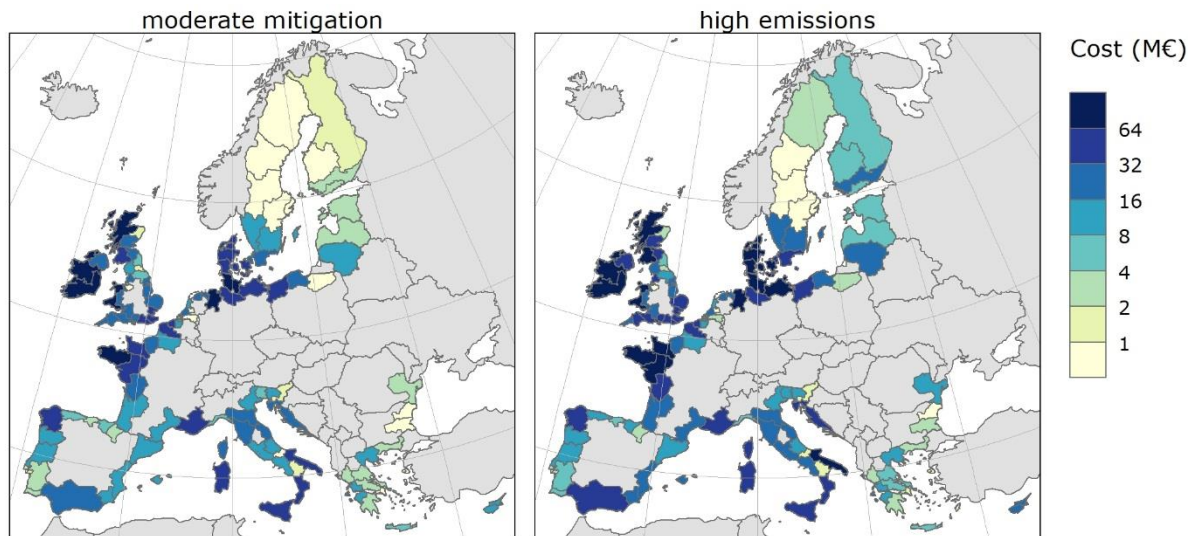 moderate mitigation
high emissions
Cost (M€)
64
32
16
8
4
2
1